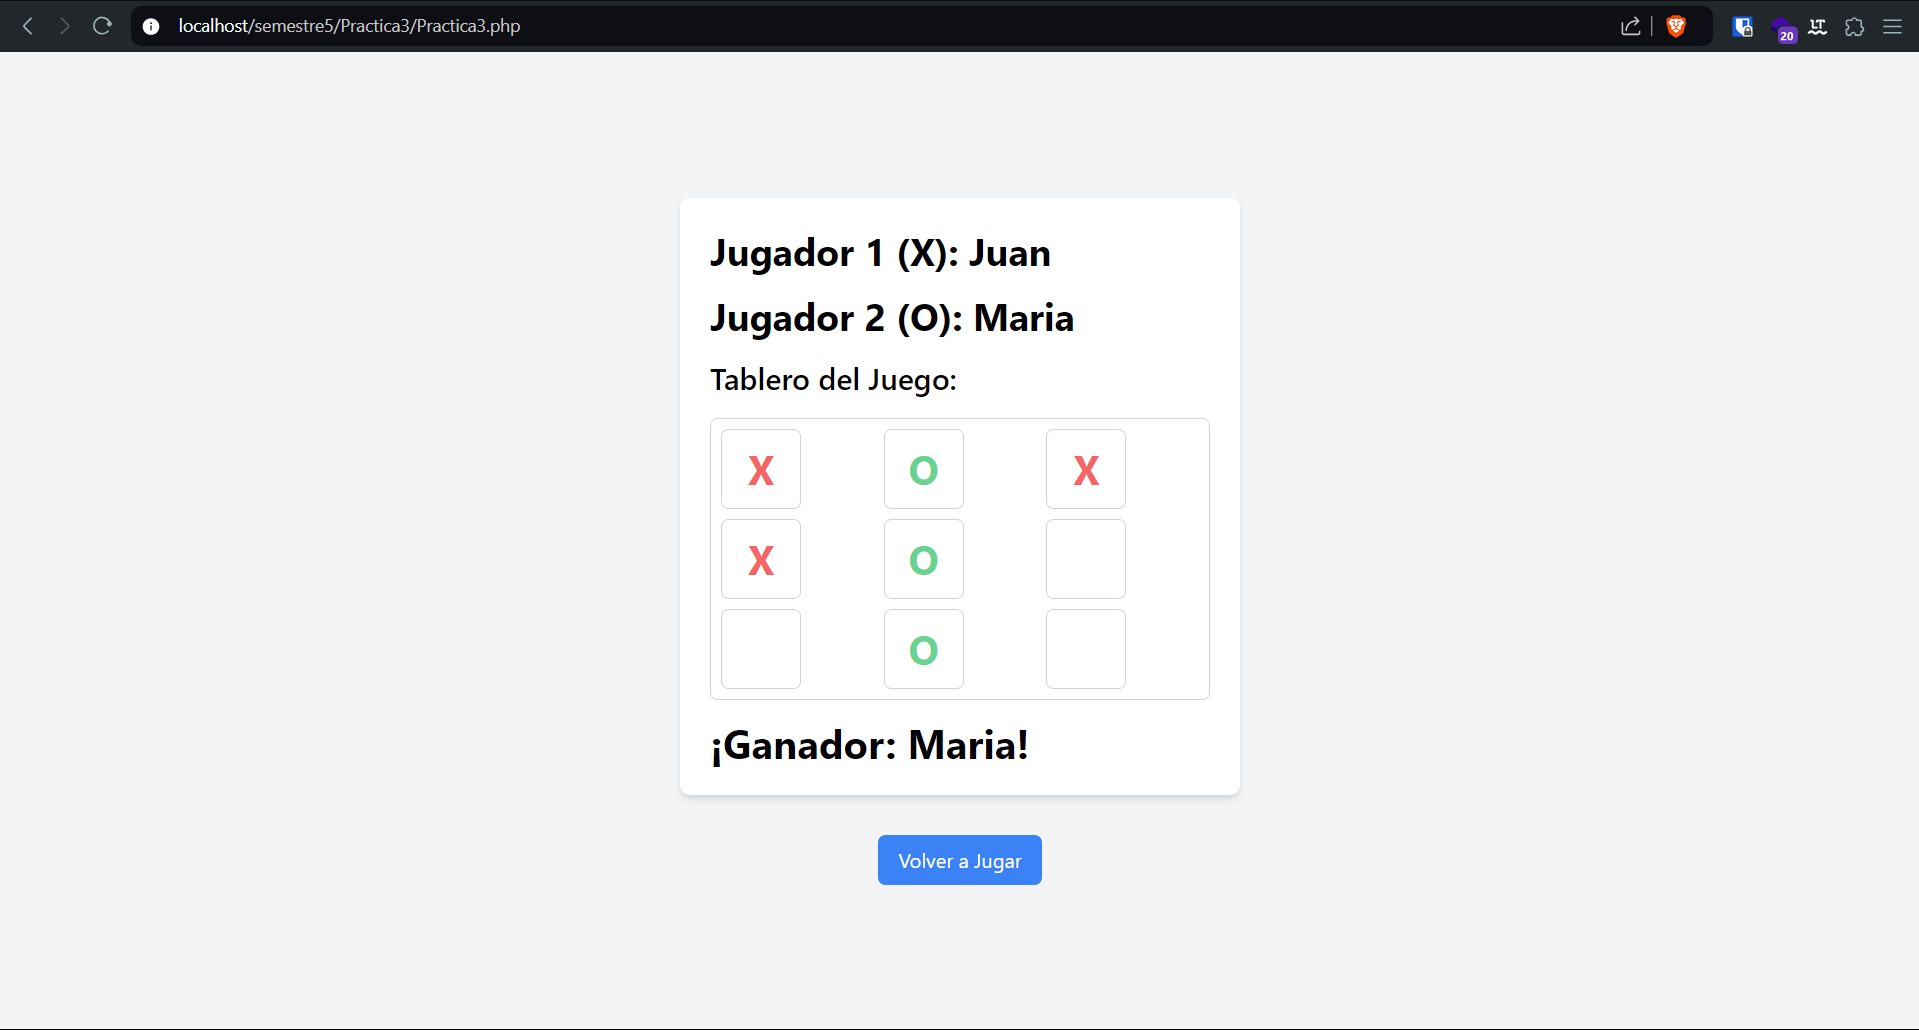 localhost/semestre5/Practica3/Practica3.php
20
LT
Jugador 1 (X): Juan
Jugador 2 (O): Maria
Tablero del Juego:
X O X
X O
O
¡Ganador: Maria!
Volver a Jugar